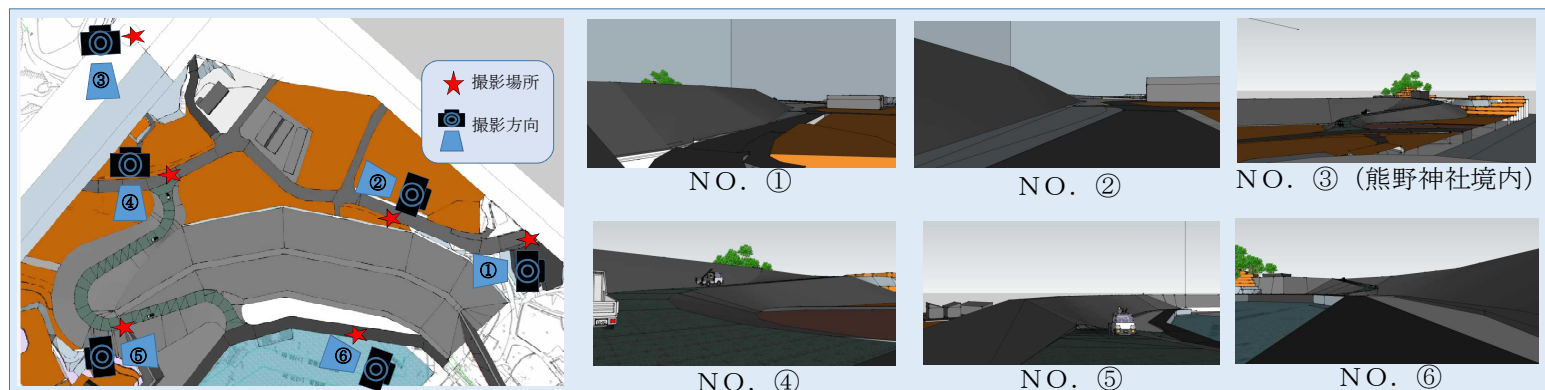 撮影場所
撮影方向
③
④
②
①
⑤
⑥
NO. ①
NO. ②
NO. ③ (熊野神社境内)
NO. ④
NO. ⑤
NO. ⑥